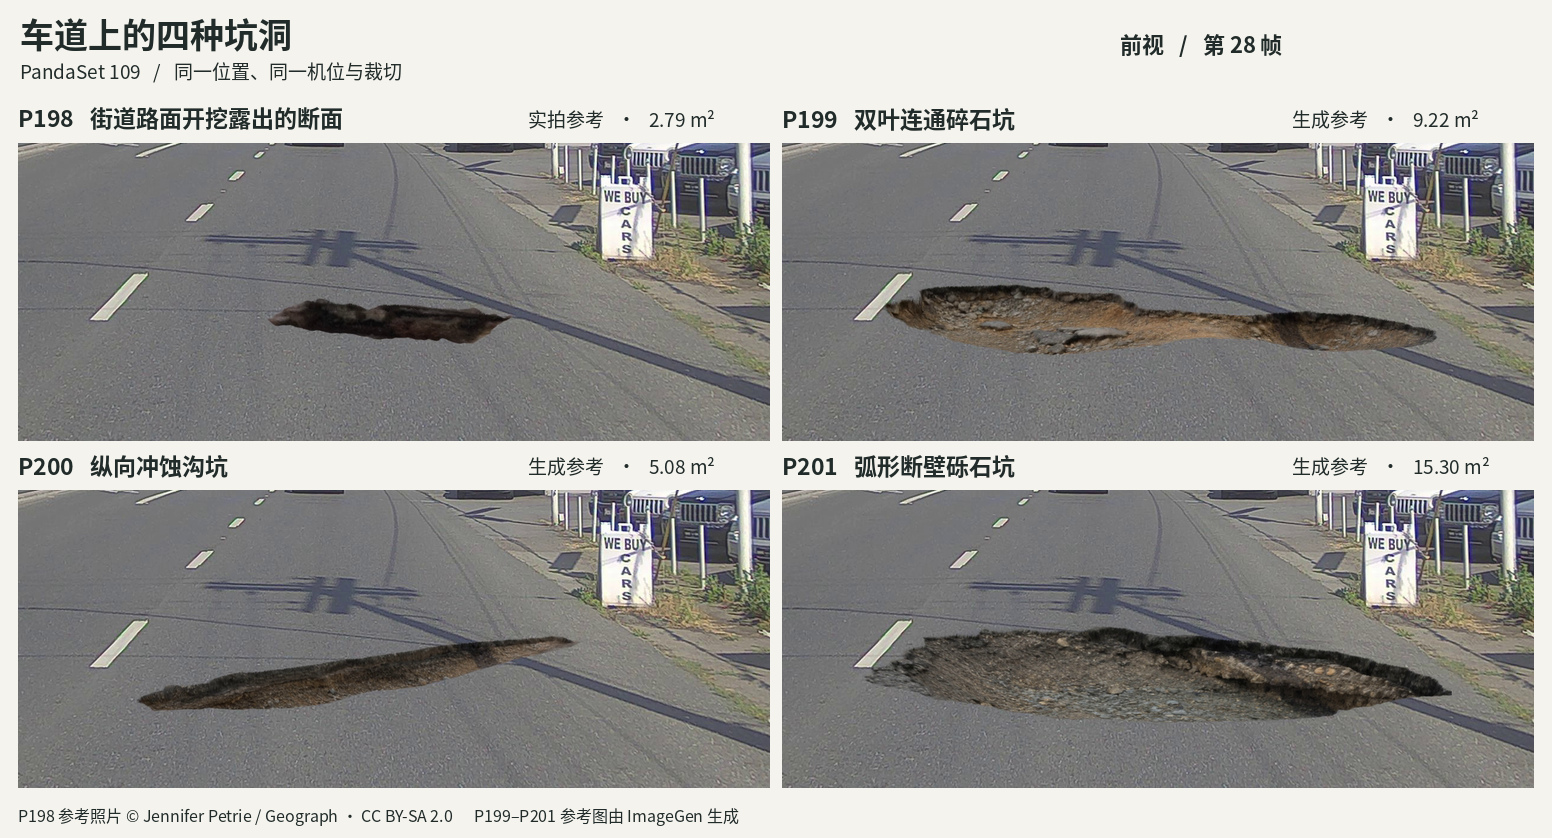 车道上的四种坑洞
前视 / 第 28 帧
PandaSet 109 / 同一位置、同一机位与裁切
P198 街道路面开挖露出的断面 实拍参考 · 2.79 m²
P199 双叶连通碎石坑 生成参考 · 9.22 m²
WE BUY
C
A
R
S
WE BUY
C
A
R
S
P200 纵向冲蚀沟坑 生成参考 · 5.08 m²
P201 弧形断壁砾石坑 生成参考 · 15.30 m²
WE BUY
C
A
R
S
WE BUY
C
A
R
S
P198 参考照片 © Jennifer Petrie / Geograph · CC BY-SA 2.0 P199–P201 参考图由 ImageGen 生成